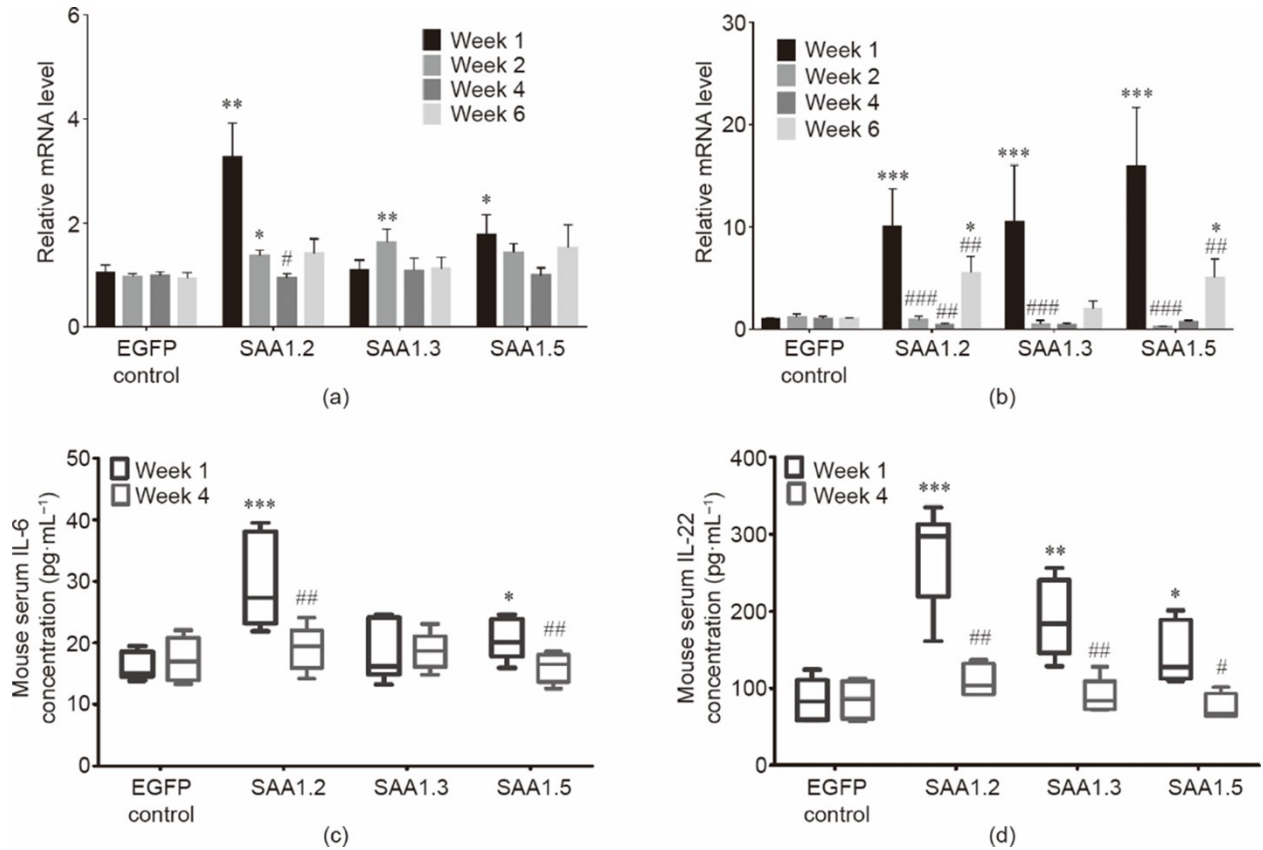 6
4
2
0
Relative mRNA level
Week 1
Week 2
Week 4
Week 6
**
*
#
**
*
EGFP
control
SAA1.2
SAA1.3
SAA1.5
(a)
30
20
10
0
Relative mRNA level
Week 1
Week 2
Week 4
Week 6
***
###
##
*
##
***
###
***
###
*
##
EGFP
control
SAA1.2
SAA1.3
SAA1.5
(b)
50
40
30
20
10
0
Mouse serum IL-6
concentration (pg·mL⁻¹)
Week 1
Week 4
***
##
*
##
EGFP
control
SAA1.2
SAA1.3
SAA1.5
(c)
400
300
200
100
0
Mouse serum IL-22
concentration (pg·mL⁻¹)
Week 1
Week 4
***
##
**
##
*
#
EGFP
control
SAA1.2
SAA1.3
SAA1.5
(d)